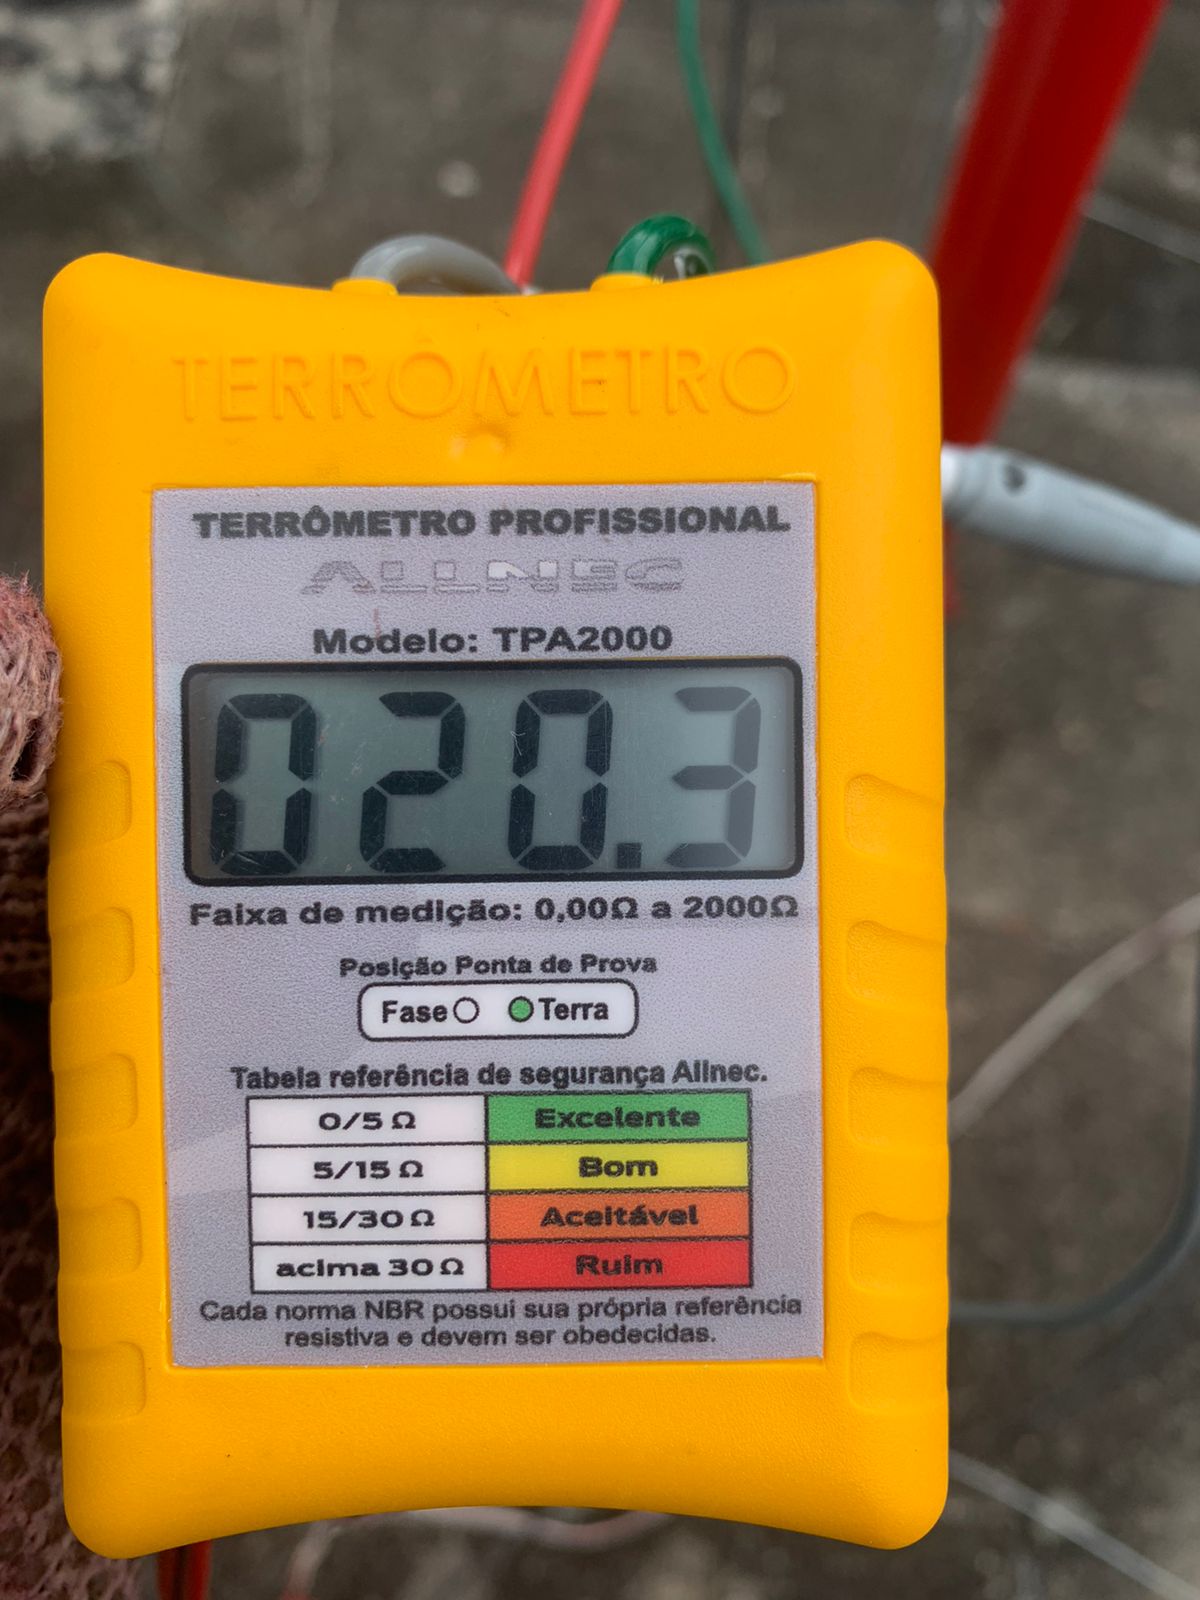 TERRÔMETRO
TERRÔMETRO PROFISSIONAL
ALLNEC
Modelo: TPA2000
020.3
Faixa de medição: 0,00Ω a 2000Ω
Posição Ponta de Prova
Fase Terra
Tabela referência de segurança Allnec.
0/5 Ω Excelente
5/15 Ω Bom
15/30 Ω Aceitável
acima 30 Ω Ruim
Cada norma NBR possui sua própria referência
resistiva e devem ser obedecidas.